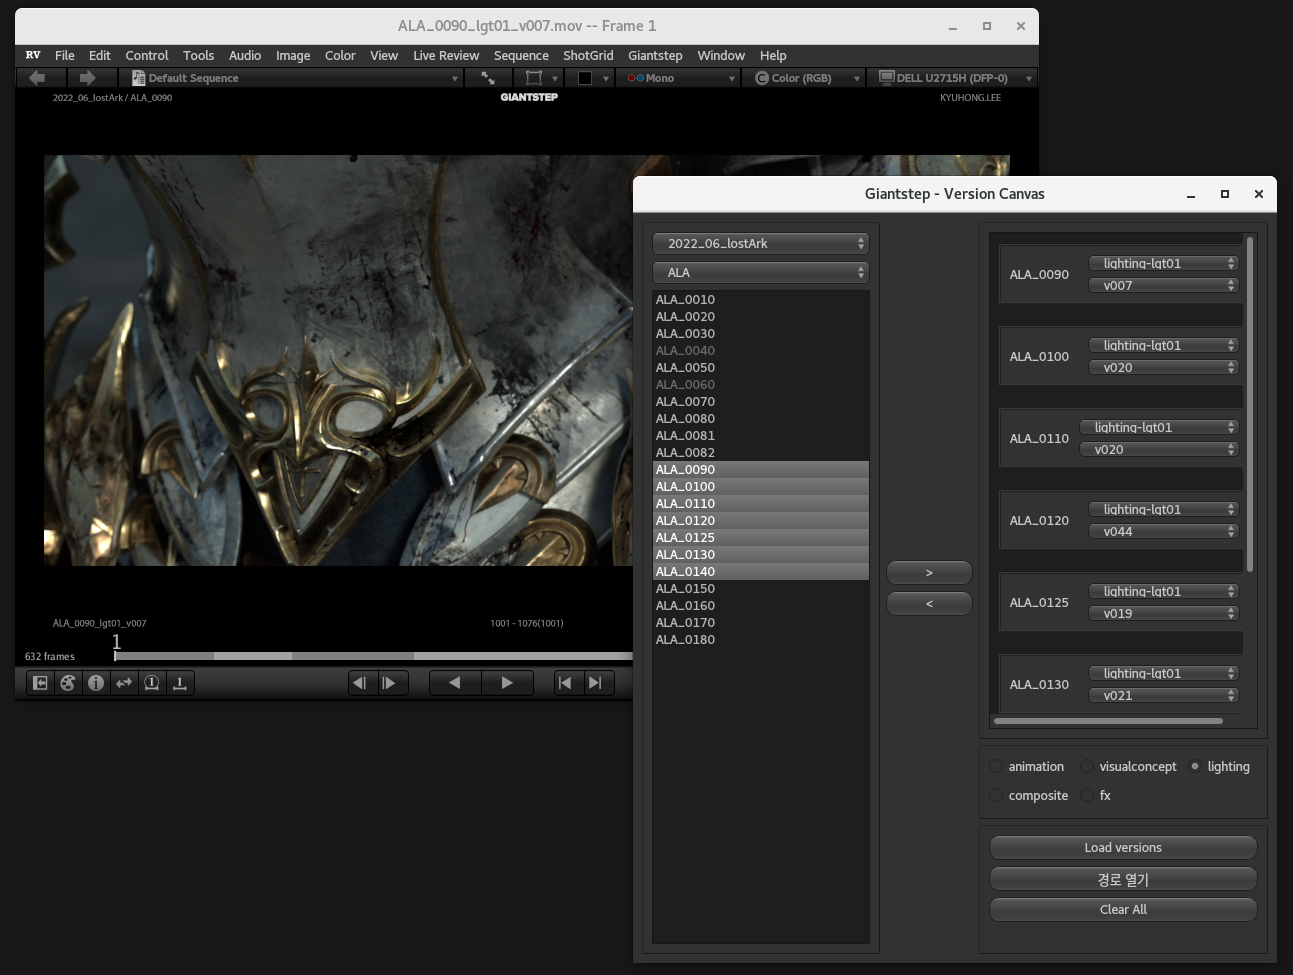 ALA_0090_lgt01_v007.mov -- Frame 1
RV File Edit Control Tools Audio Image Color View Live Review Sequence ShotGrid Giantstep Window Help
Default Sequence Mono Color (RGB) DELL U2715H (DFP-0)
2022_06_lostArk / ALA_0090 GIANTSTEP KYUHONG.LEE
ALA_0090_lgt01_v007 1001 - 1076(1001)
1
632 frames
Giantstep - Version Canvas
2022_06_lostArk
ALA
ALA_0010
ALA_0020
ALA_0030
ALA_0040
ALA_0050
ALA_0060
ALA_0070
ALA_0080
ALA_0081
ALA_0082
ALA_0090
ALA_0100
ALA_0110
ALA_0120
ALA_0125
ALA_0130
ALA_0140
ALA_0150
ALA_0160
ALA_0170
ALA_0180
>
<
ALA_0090
lighting-lgt01
v007
ALA_0100
lighting-lgt01
v020
ALA_0110
lighting-lgt01
v020
ALA_0120
lighting-lgt01
v044
ALA_0125
lighting-lgt01
v019
ALA_0130
lighting-lgt01
v021
animation visualconcept lighting
composite fx
Load versions
경로 열기
Clear All